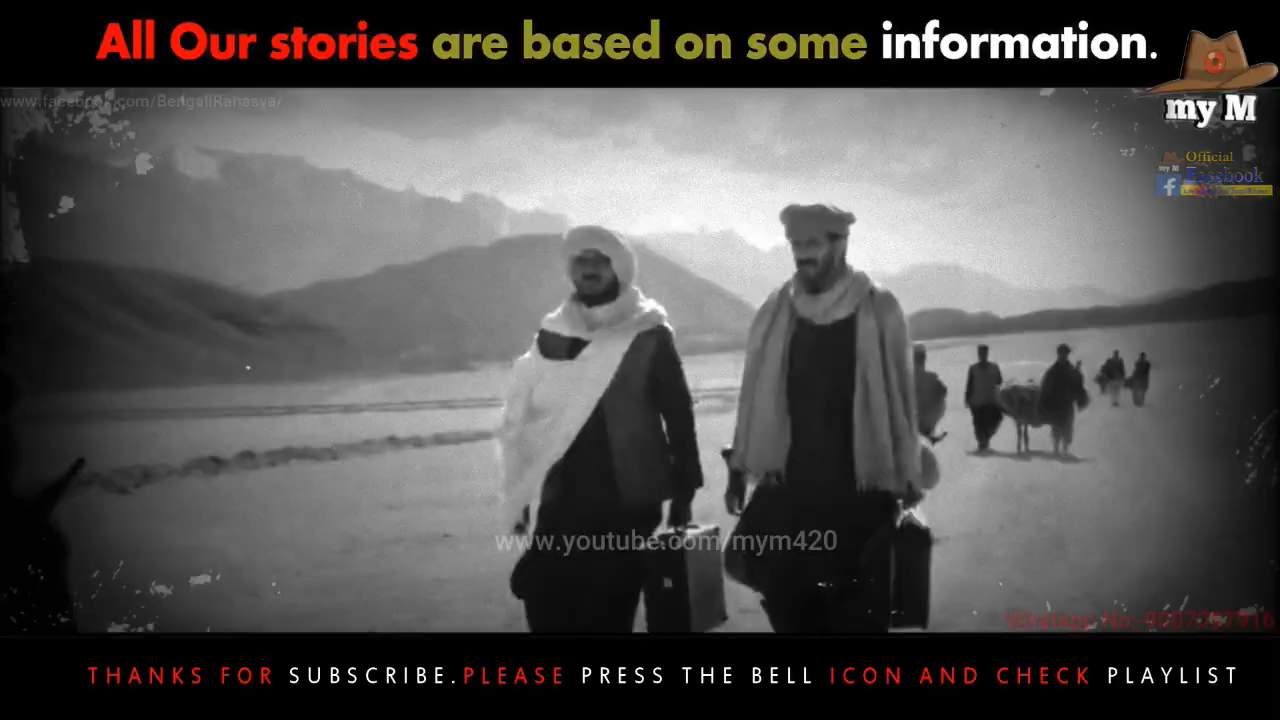 All Our stories are based on some information.
www.facebook.com/BengaliRahasya/
my M
Official
my M
Facebook
www.youtube.com/mym420
THANKS FOR SUBSCRIBE.PLEASE PRESS THE BELL ICON AND CHECK PLAYLIST